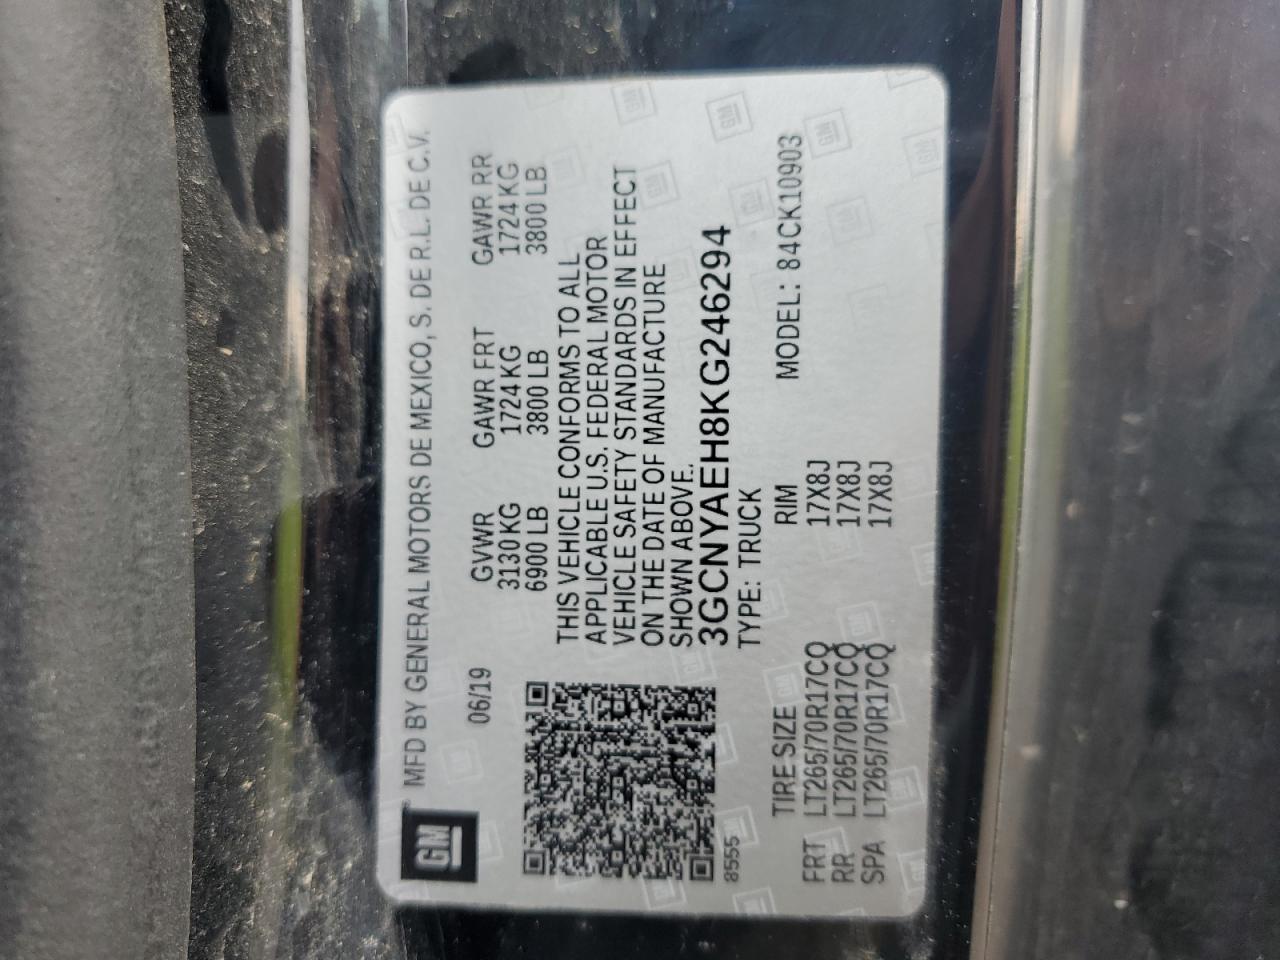 GM
MFD BY GENERAL MOTORS DE MEXICO, S. DE R.L. DE C.V.
06/19
GVWR GAWR FRT GAWR RR
3130 KG 1724 KG 1724 KG
6900 LB 3800 LB 3800 LB
THIS VEHICLE CONFORMS TO ALL
APPLICABLE U.S. FEDERAL MOTOR
VEHICLE SAFETY STANDARDS IN EFFECT
ON THE DATE OF MANUFACTURE
SHOWN ABOVE.
3GCNYAEH8KG246294
8555
TYPE: TRUCK
MODEL: 84CK10903
TIRE SIZE RIM
FRT LT265/70R17CQ 17X8J
RR LT265/70R17CQ 17X8J
SPA LT265/70R17CQ 17X8J